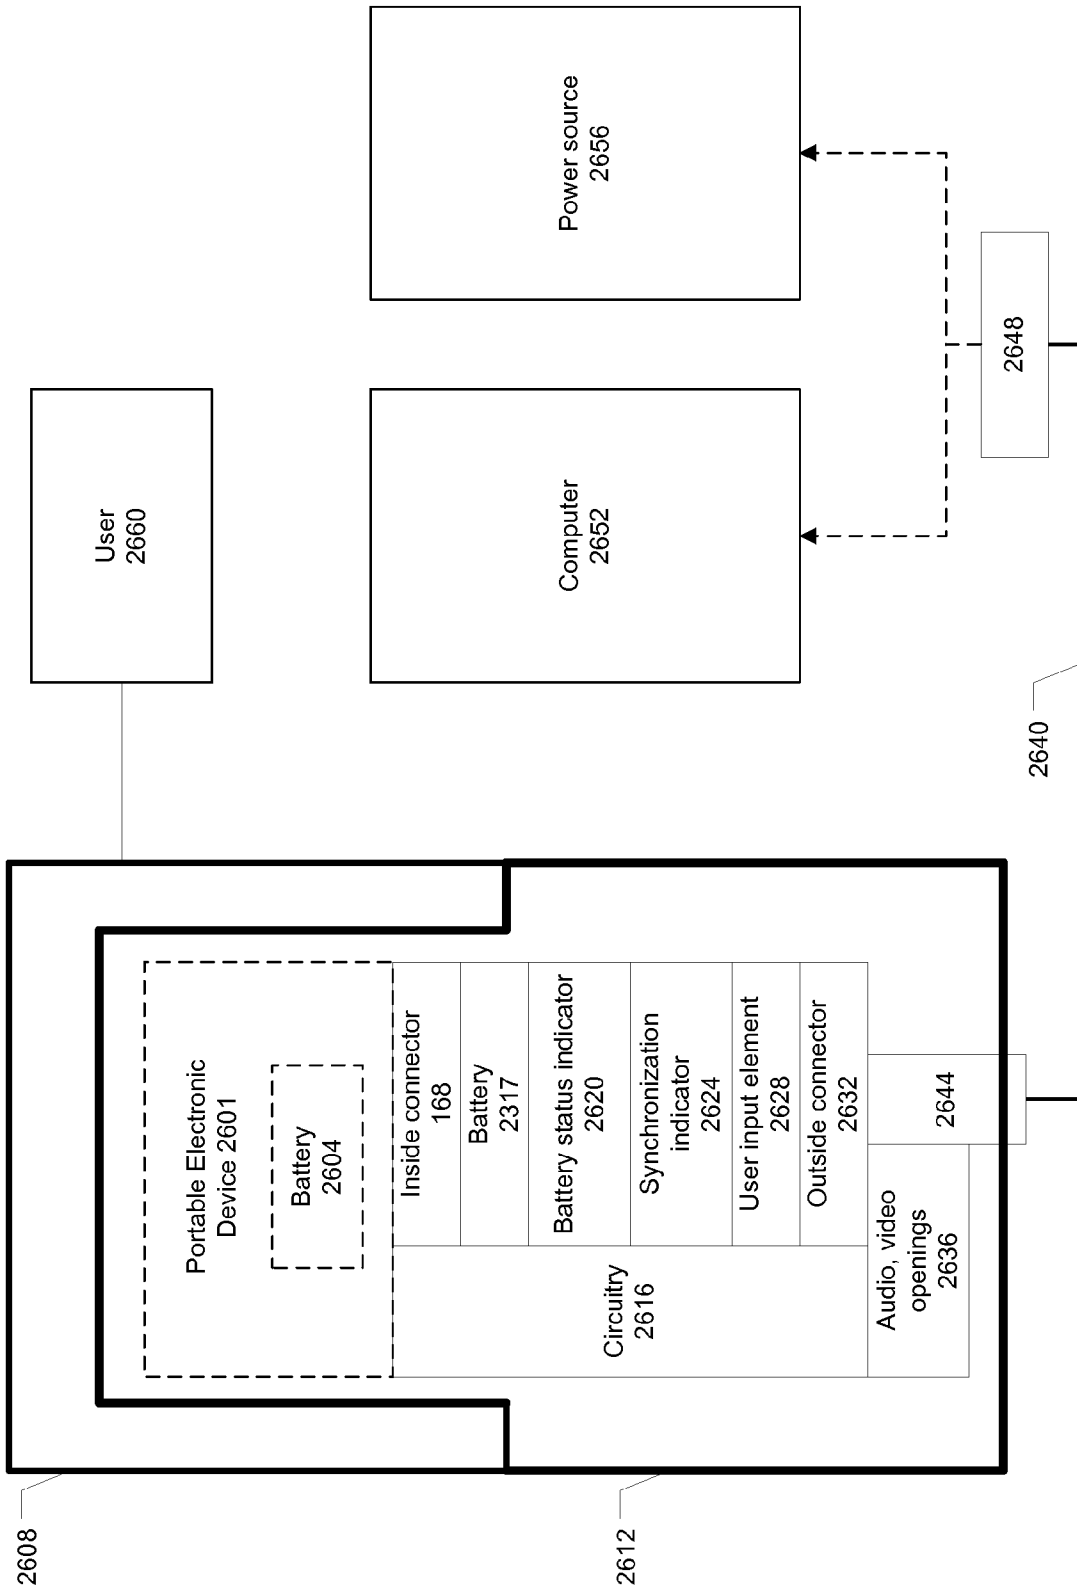 2608
2612
Portable Electronic
Device 2601
Battery
2604
Circuitry
2616
Inside connector
168
Battery
2317
Battery status indicator
2620
Synchronization
indicator
2624
User input element
2628
Outside connector
2632
Audio, video
openings
2636
2644
2640
User
2660
Computer
2652
Power source
2656
2648